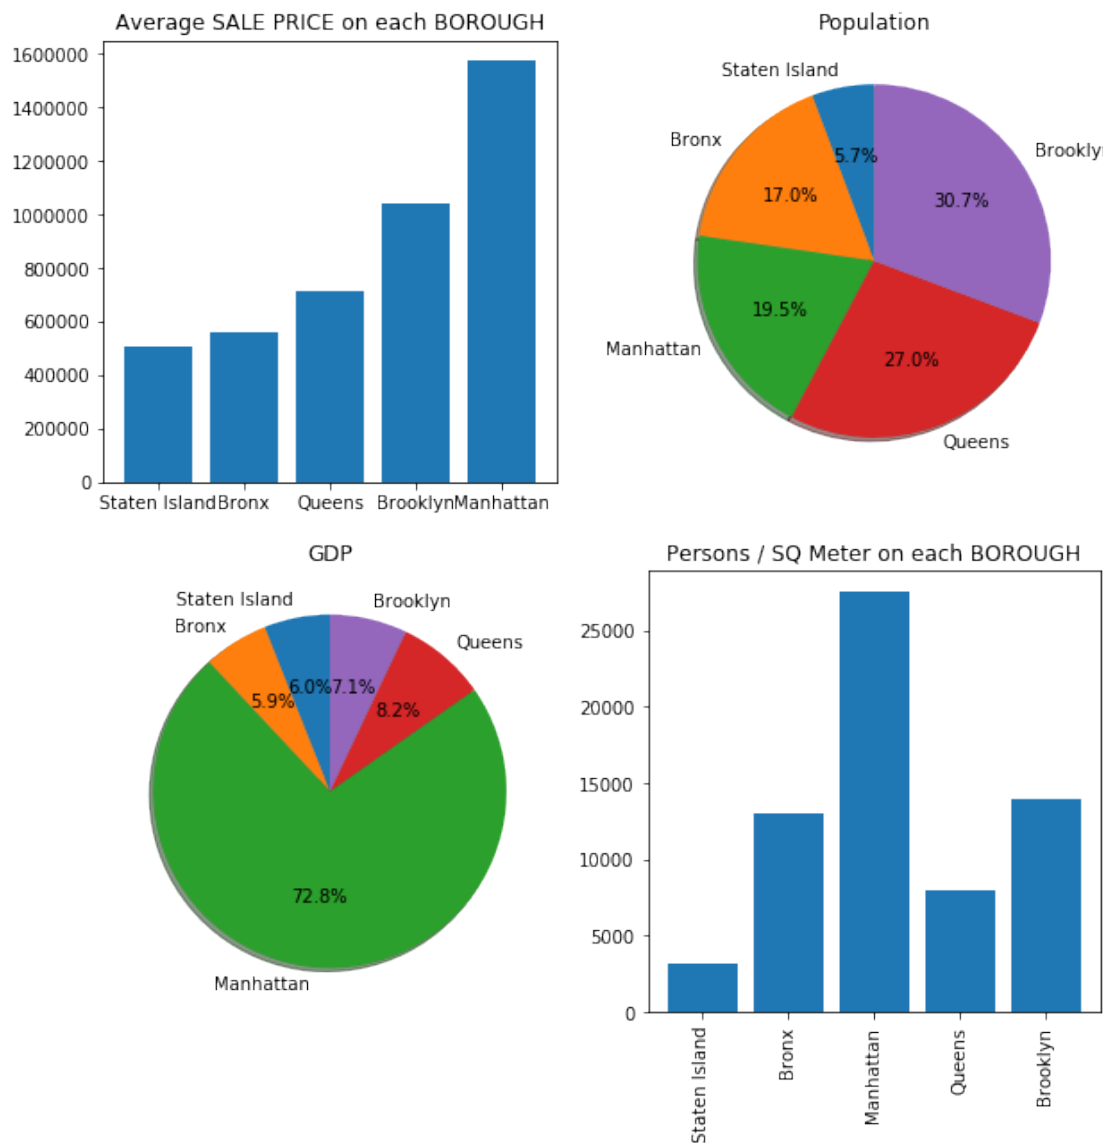 Average SALE PRICE on each BOROUGH
1600000
1400000
1200000
1000000
800000
600000
400000
200000
0
Staten Island Bronx Queens Brooklyn Manhattan
Population
Staten Island
Bronx
Brookly
5.7%
17.0%
30.7%
19.5%
Manhattan
27.0%
Queens
GDP
Staten Island
Brooklyn
Bronx
Queens
6.0%
7.1%
5.9%
8.2%
72.8%
Manhattan
Persons / SQ Meter on each BOROUGH
25000
20000
15000
10000
5000
0
Staten Island
Bronx
Manhattan
Queens
Brooklyn